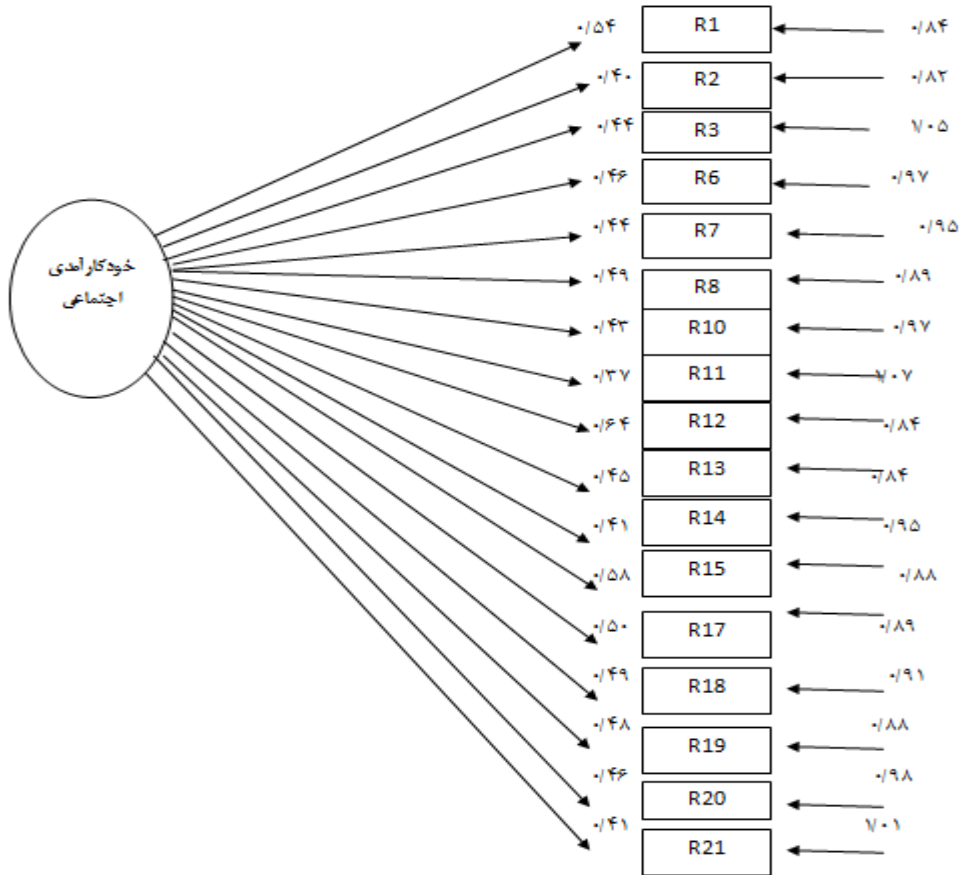 خودکارآمدی
اجتماعی
۰/۵۴ R1 ۰/۸۴
۰/۴۰ R2 ۰/۸۲
۰/۴۴ R3 ۱/۰۵
۰/۴۶ R6 ۰/۹۷
۰/۴۴ R7 ۰/۹۵
۰/۴۹ R8 ۰/۸۹
۰/۴۳ R10 ۰/۹۷
۰/۳۷ R11 ۱/۰۷
۰/۶۴ R12 ۰/۸۴
۰/۴۵ R13 ۰/۸۴
۰/۴۱ R14 ۰/۹۵
۰/۵۸ R15 ۰/۸۸
۰/۵۰ R17 ۰/۸۹
۰/۴۹ R18 ۰/۹۱
۰/۴۸ R19 ۰/۸۸
۰/۴۶ R20 ۰/۹۸
۰/۴۱ R21 ۱/۰۱